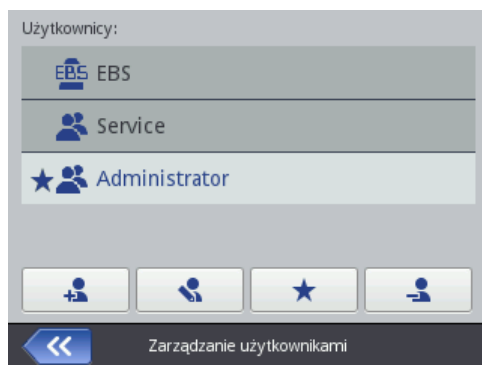 Użytkownicy:
EBS EBS
Service
Administrator
Zarządzanie użytkownikami